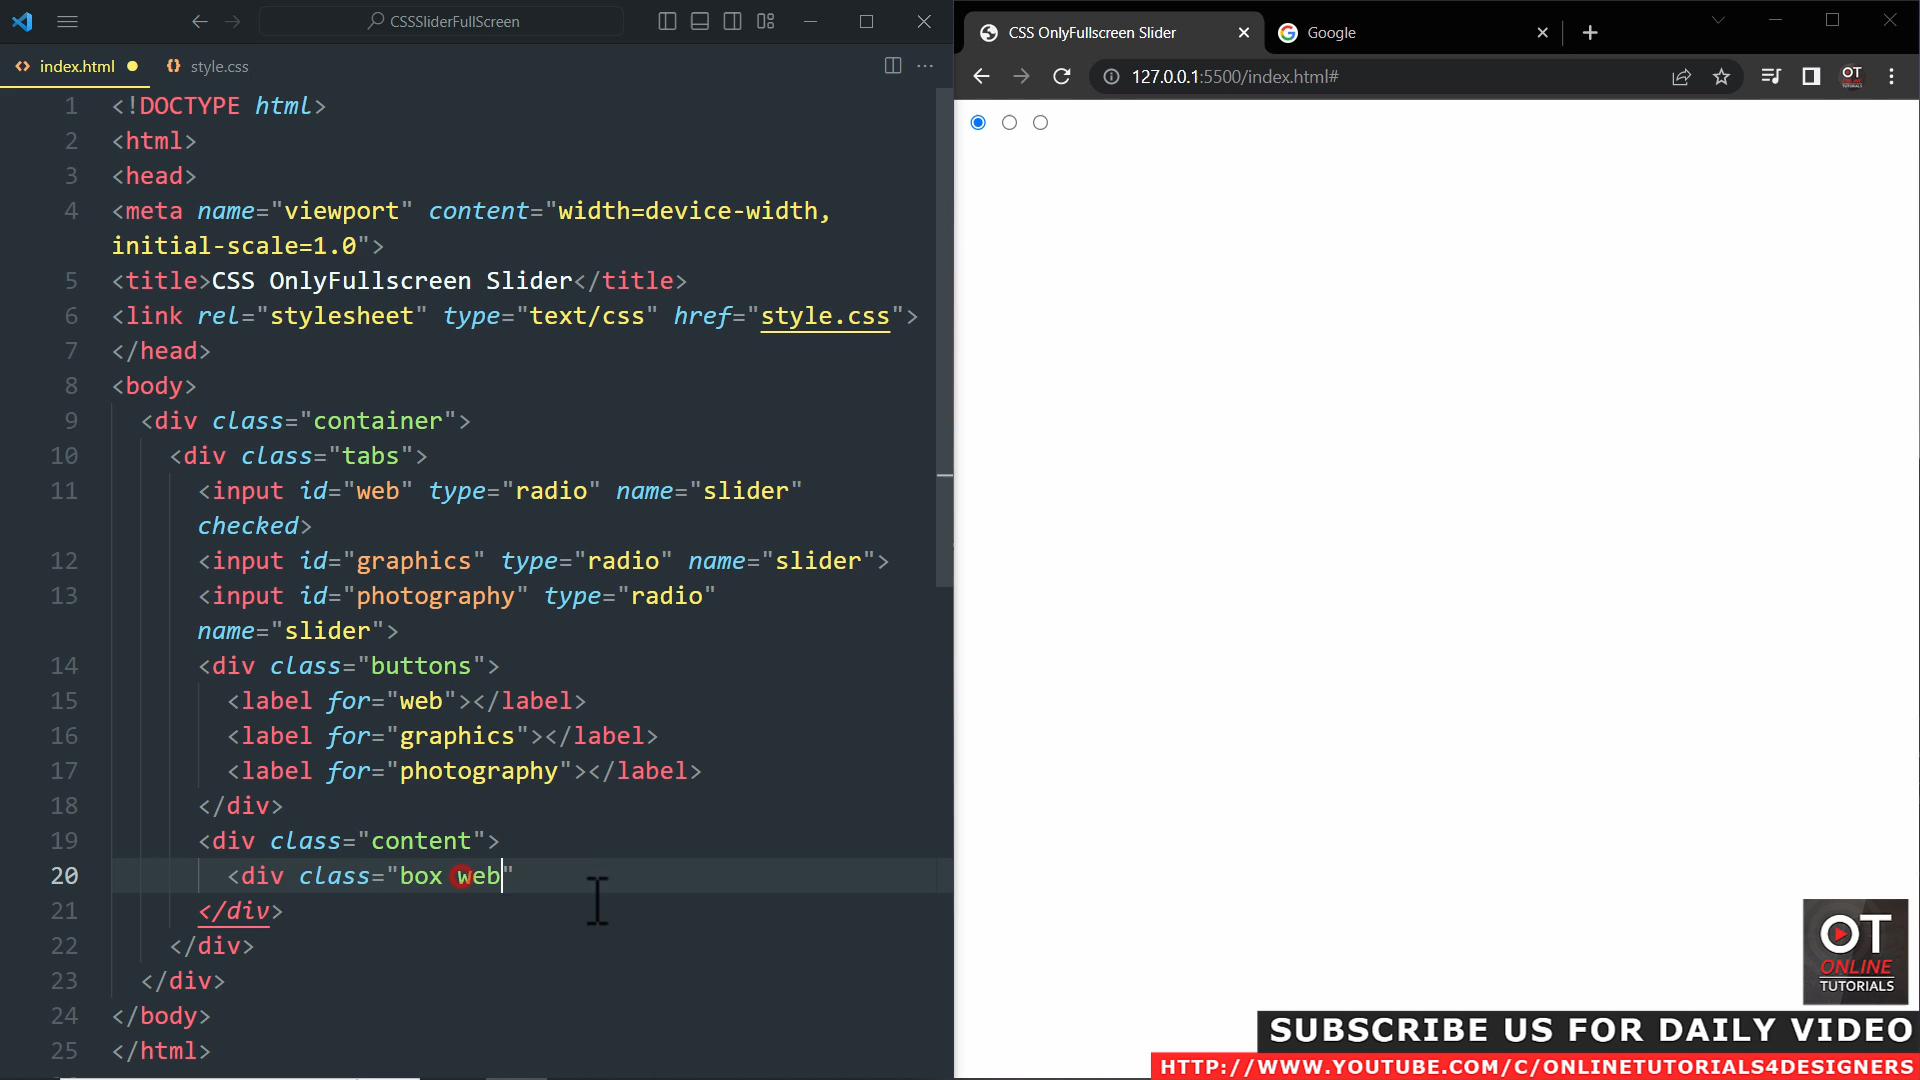 CSSSliderFullScreen
index.html
style.css
1 <!DOCTYPE html>
2 <html>
3 <head>
4 <meta name="viewport" content="width=device-width,
initial-scale=1.0">
5 <title>CSS OnlyFullscreen Slider</title>
6 <link rel="stylesheet" type="text/css" href="style.css">
7 </head>
8 <body>
9 <div class="container">
10 <div class="tabs">
11 <input id="web" type="radio" name="slider"
checked>
12 <input id="graphics" type="radio" name="slider">
13 <input id="photography" type="radio"
name="slider">
14 <div class="buttons">
15 <label for="web"></label>
16 <label for="graphics"></label>
17 <label for="photography"></label>
18 </div>
19 <div class="content">
20 <div class="box web"
21 </div>
22 </div>
23 </div>
24 </body>
25 </html>
CSS OnlyFullscreen Slider
Google
127.0.0.1:5500/index.html#
OT
OT
ONLINE
TUTORIALS
SUBSCRIBE US FOR DAILY VIDEO
HTTP://WWW.YOUTUBE.COM/C/ONLINETUTORIALS4DESIGNERS